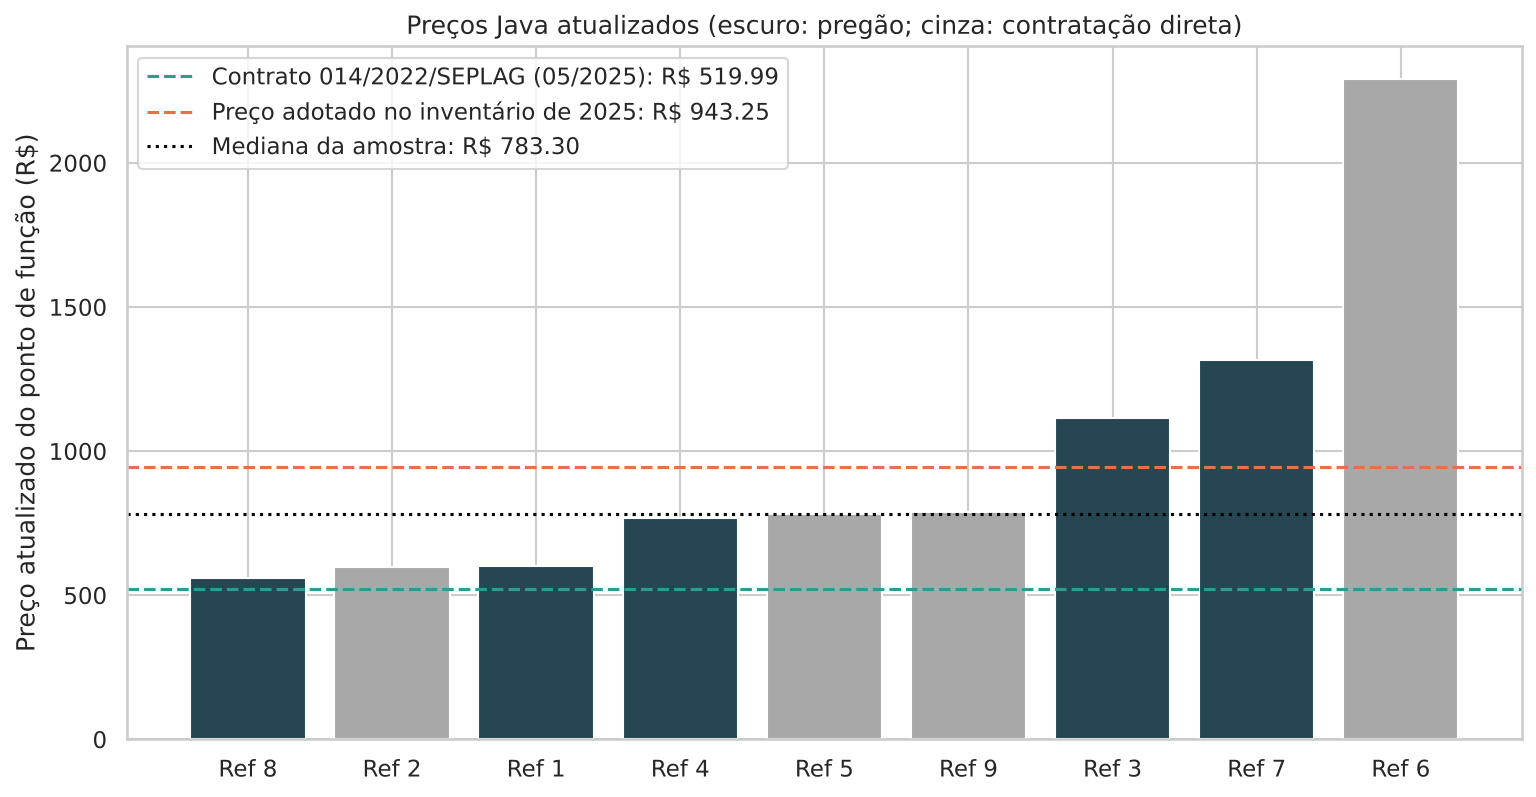 Preços Java atualizados (escuro: pregão; cinza: contratação direta)
Contrato 014/2022/SEPLAG (05/2025): R$ 519.99
Preço adotado no inventário de 2025: R$ 943.25
Mediana da amostra: R$ 783.30
Preço atualizado do ponto de função (R$)
2000
1500
1000
500
0
Ref 8
Ref 2
Ref 1
Ref 4
Ref 5
Ref 9
Ref 3
Ref 7
Ref 6